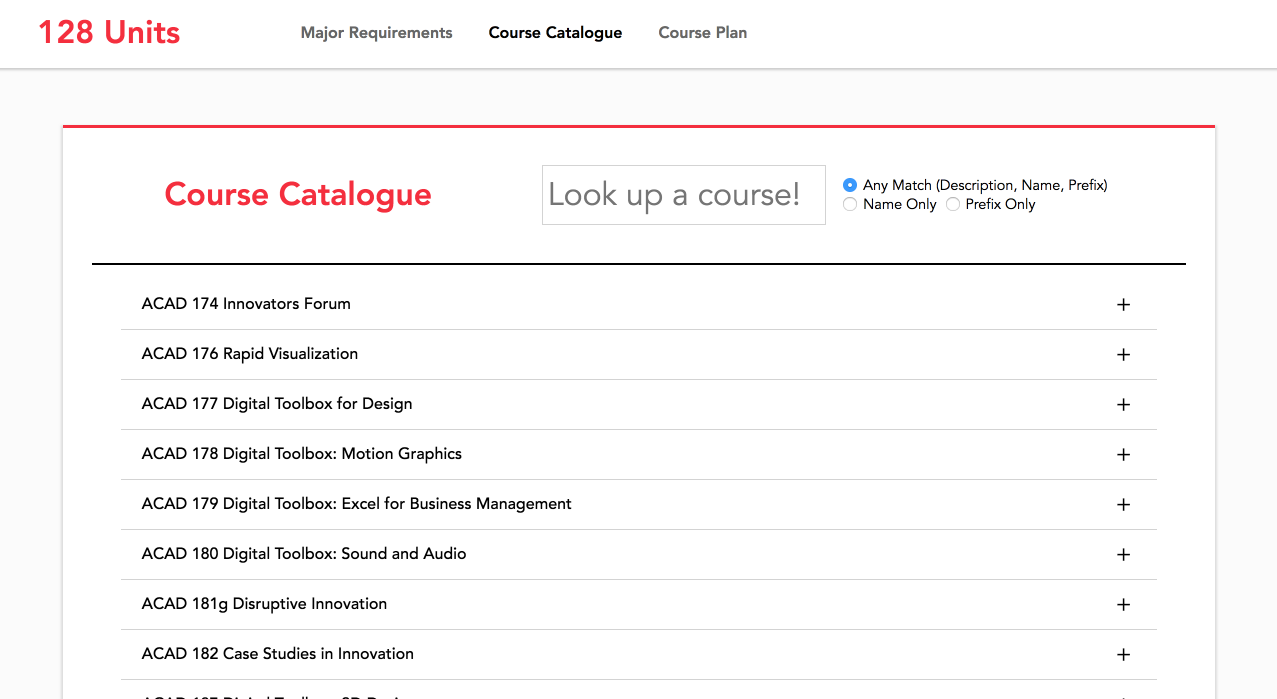 128 Units
Major Requirements
Course Catalogue
Course Plan
Course Catalogue
Look up a course!
Any Match (Description, Name, Prefix)
Name Only
Prefix Only
ACAD 174 Innovators Forum
ACAD 176 Rapid Visualization
ACAD 177 Digital Toolbox for Design
ACAD 178 Digital Toolbox: Motion Graphics
ACAD 179 Digital Toolbox: Excel for Business Management
ACAD 180 Digital Toolbox: Sound and Audio
ACAD 181g Disruptive Innovation
ACAD 182 Case Studies in Innovation